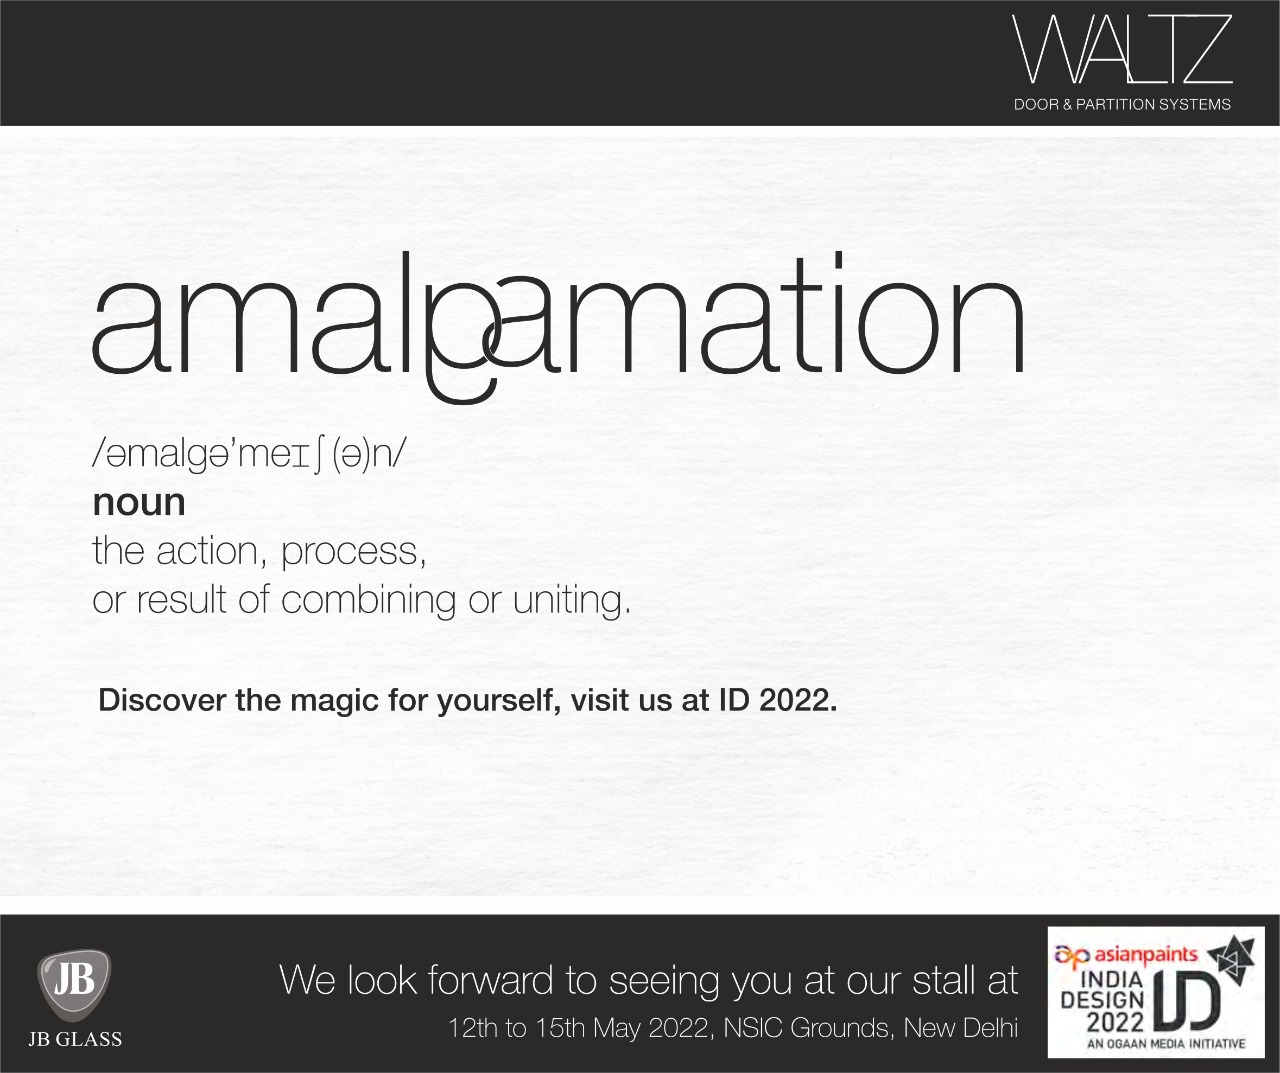 WALTZ
DOOR & PARTITION SYSTEMS
amalgamation
/əmalgə'meɪʃ(ə)n/
noun
the action, process,
or result of combining or uniting.
Discover the magic for yourself, visit us at ID 2022.
JB
JB GLASS
We look forward to seeing you at our stall at
12th to 15th May 2022, NSIC Grounds, New Delhi
ap asianpaints
INDIA
DESIGN
2022
ID
AN OGAAN MEDIA INITIATIVE